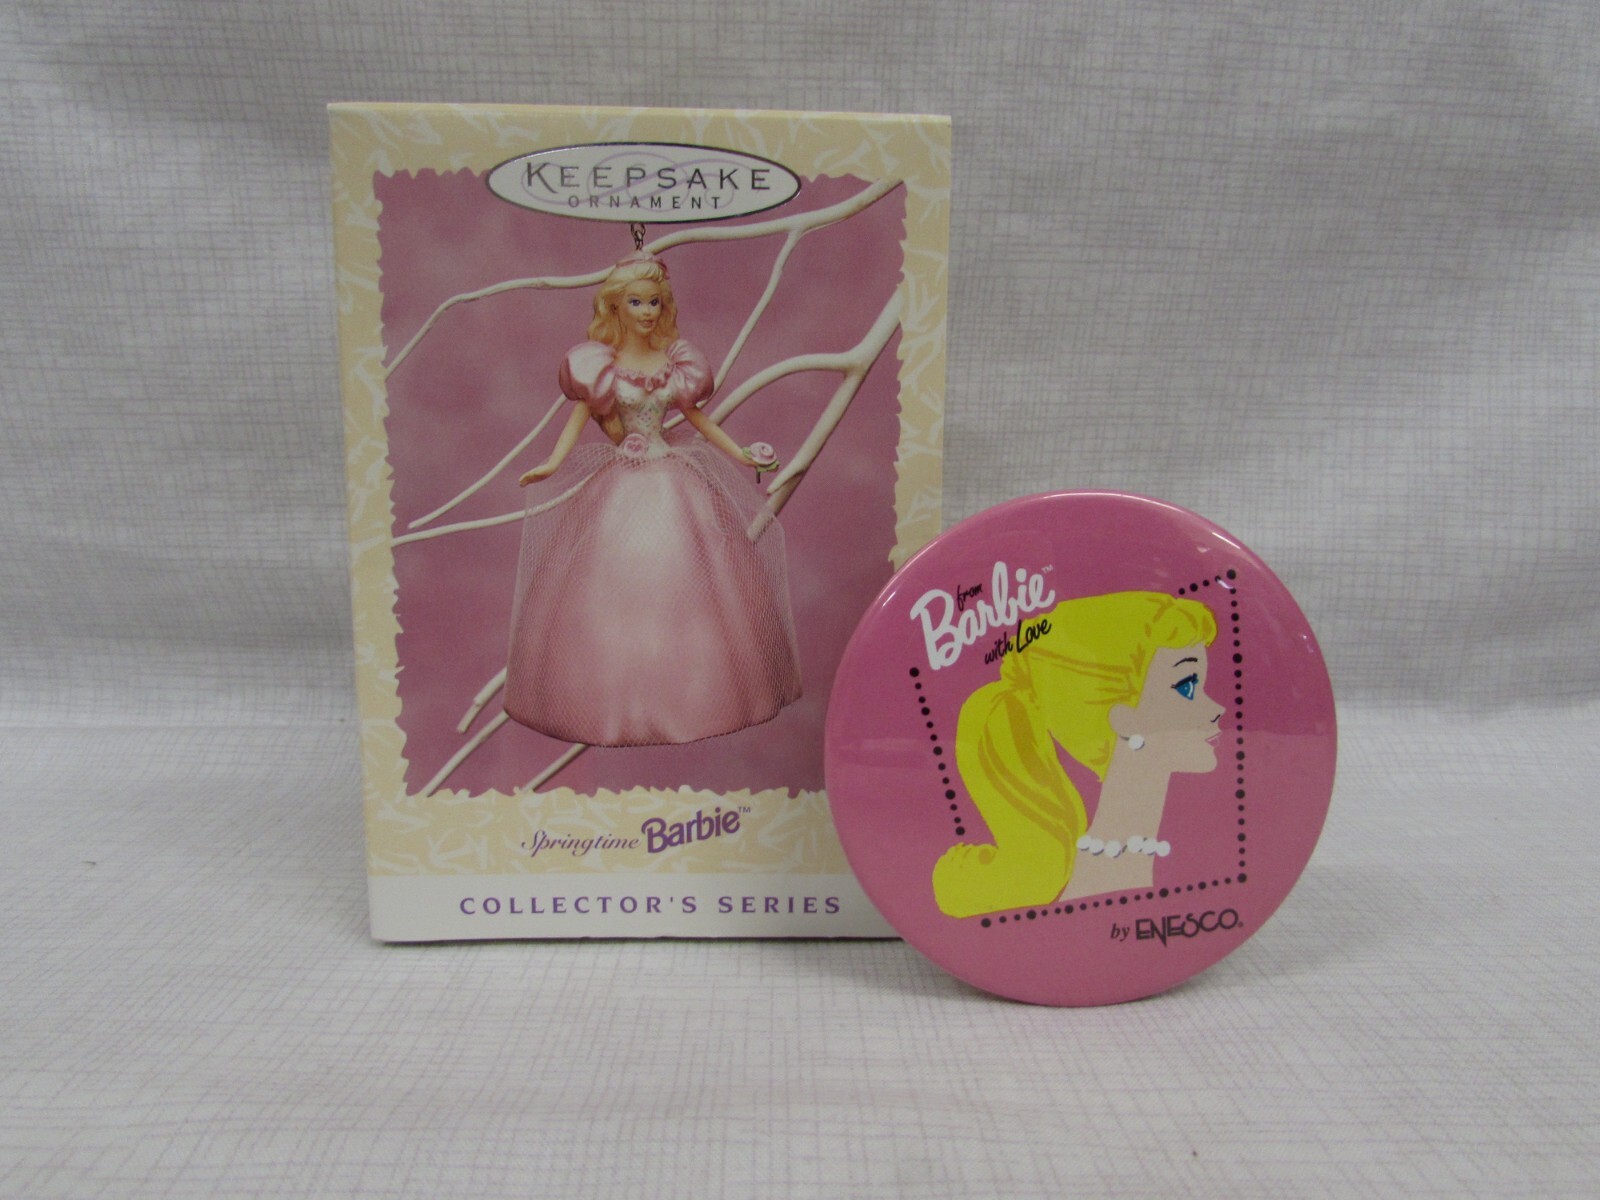 KEEPSAKE
ORNAMENT
Springtime Barbie™
COLLECTOR'S SERIES
from
Barbie™
with Love
by ENESCO®